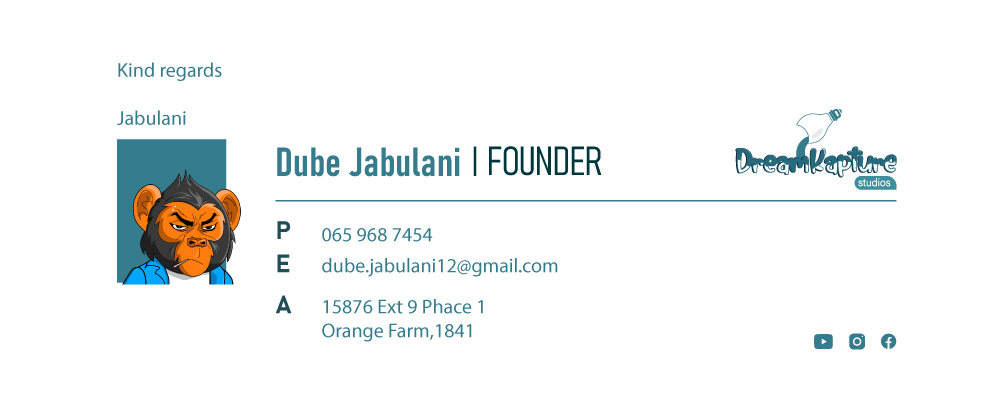 Kind regards
Jabulani
Dube Jabulani | FOUNDER
DreamKapture
studios
P 065 968 7454
E dube.jabulani12@gmail.com
A 15876 Ext 9 Phace 1
Orange Farm,1841